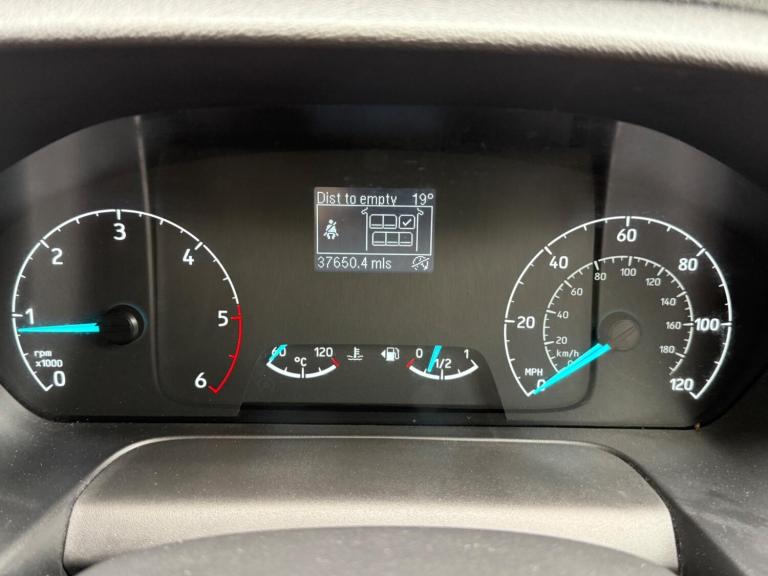 Dist to empty 19°
37650.4 mls
0 1 2 3 4 5 6
rpm
x1000
60 120
°C
0 1/2 1
0 20 40 60 80 100 120
MPH
0 20 40 60 80 100 120 140 160 180
km/h